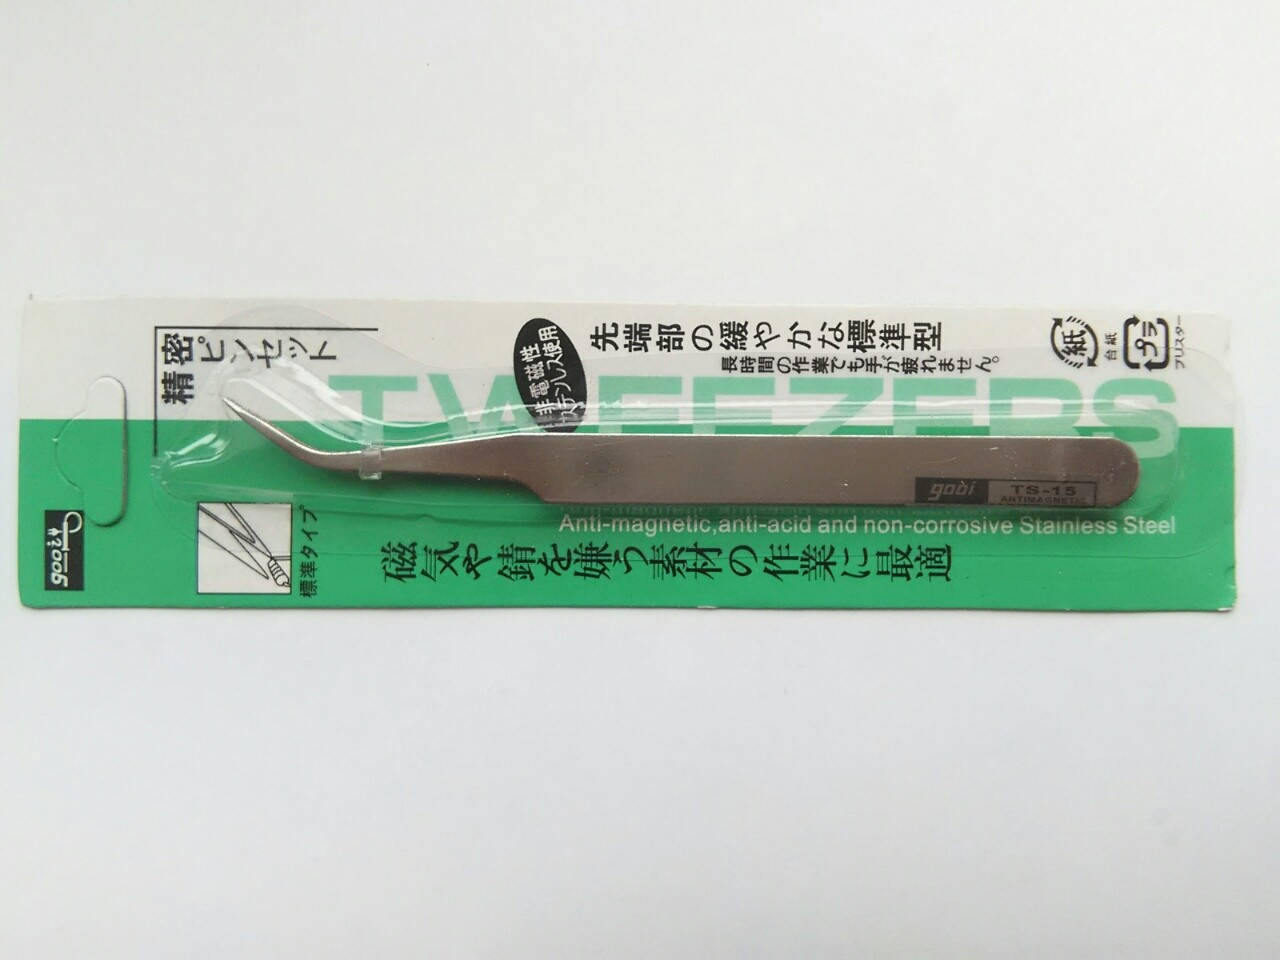 精密
ピンセット
非電磁性
ステンレス使用
先端部の緩やかな標準型
長時間の作業でも手が疲れません。
紙
台紙
プラ
ブリスター
TWEEZERS
gooi
TS-15
ANTIMAGNETIC
Anti-magnetic,anti-acid and non-corrosive Stainless Steel
gooi
標準タイプ
磁気や錆を嫌う素材の作業に最適